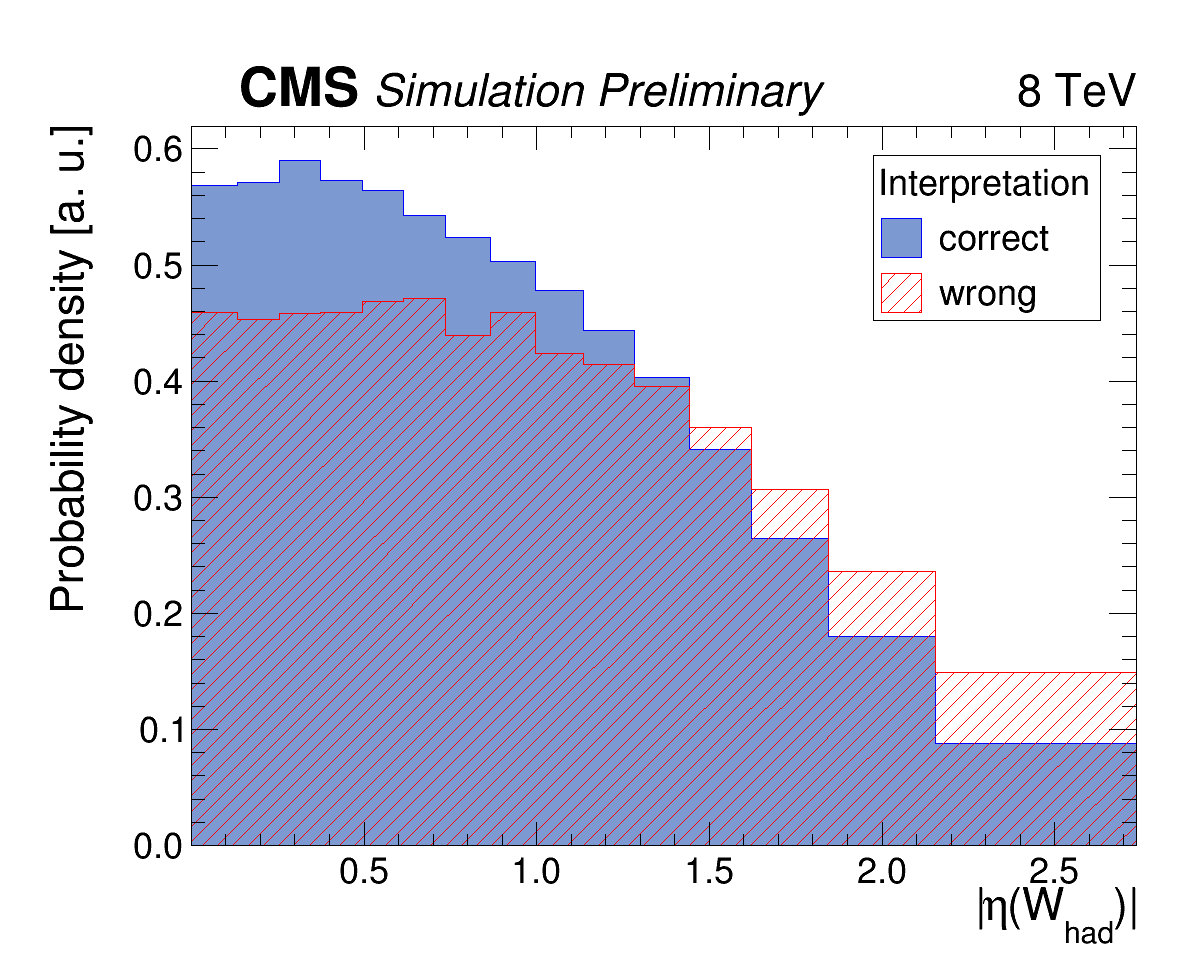 CMS Simulation Preliminary 8 TeV
Probability density [a. u.]
0.6
0.5
0.4
0.3
0.2
0.1
0.0
Interpretation
correct
wrong
0.5 1.0 1.5 2.0 2.5
|η(W_had)|